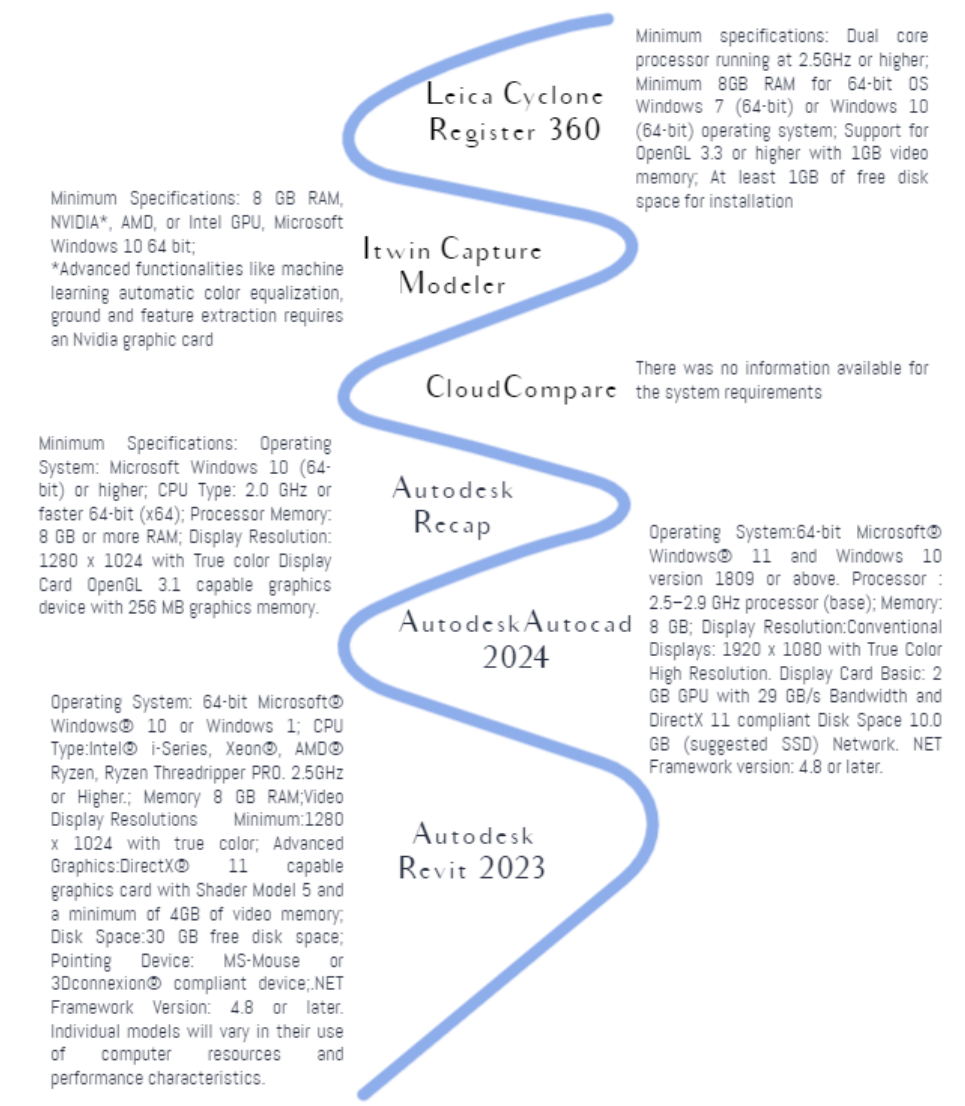 Leica Cyclone
Register 360
Minimum specifications: Dual core
processor running at 2.5GHz or higher;
Minimum 8GB RAM for 64-bit OS
Windows 7 (64-bit) or Windows 10
(64-bit) operating system; Support for
OpenGL 3.3 or higher with 1GB video
memory; At least 1GB of free disk
space for installation
Itwin Capture
Modeler
Minimum Specifications: 8 GB RAM,
NVIDIA*, AMD, or Intel GPU, Microsoft
Windows 10 64 bit;
*Advanced functionalities like machine
learning automatic color equalization,
ground and feature extraction requires
an Nvidia graphic card
CloudCompare
There was no information available for
the system requirements
Autodesk
Recap
Minimum Specifications: Operating
System: Microsoft Windows 10 (64-
bit) or higher; CPU Type: 2.0 GHz or
faster 64-bit (x64); Processor Memory:
8 GB or more RAM; Display Resolution:
1280 x 1024 with True color Display
Card OpenGL 3.1 capable graphics
device with 256 MB graphics memory.
AutodeskAutocad
2024
Operating System:64-bit Microsoft®
Windows® 11 and Windows 10
version 1809 or above. Processor :
2.5–2.9 GHz processor (base); Memory:
8 GB; Display Resolution:Conventional
Displays: 1920 x 1080 with True Color
High Resolution. Display Card Basic: 2
GB GPU with 29 GB/s Bandwidth and
DirectX 11 compliant Disk Space 10.0
GB (suggested SSD) Network. NET
Framework version: 4.8 or later.
Autodesk
Revit 2023
Operating System: 64-bit Microsoft®
Windows® 10 or Windows 1; CPU
Type:Intel® i-Series, Xeon®, AMD®
Ryzen, Ryzen Threadripper PRO. 2.5GHz
or Higher.; Memory 8 GB RAM;Video
Display Resolutions Minimum:1280
x 1024 with true color; Advanced
Graphics:DirectX® 11 capable
graphics card with Shader Model 5 and
a minimum of 4GB of video memory;
Disk Space:30 GB free disk space;
Pointing Device: MS-Mouse or
3Dconnexion® compliant device;.NET
Framework Version: 4.8 or later.
Individual models will vary in their use
of computer resources and
performance characteristics.